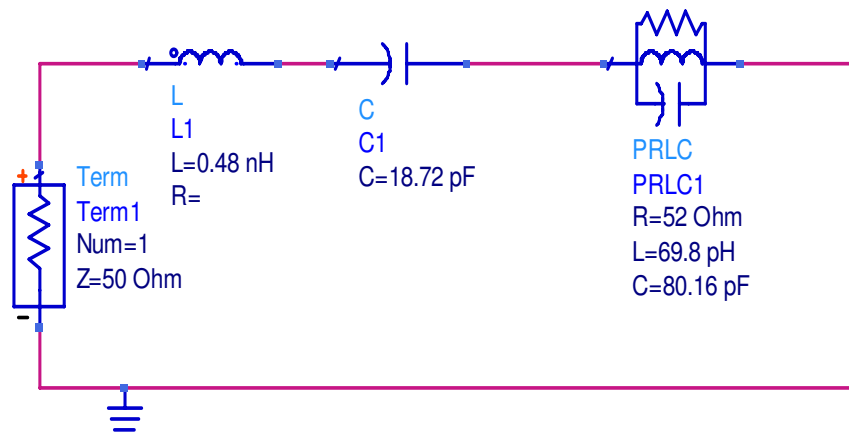 +
Term
Term1
Num=1
Z=50 Ohm
-
L
L1
L=0.48 nH
R=
C
C1
C=18.72 pF
PRLC
PRLC1
R=52 Ohm
L=69.8 pH
C=80.16 pF